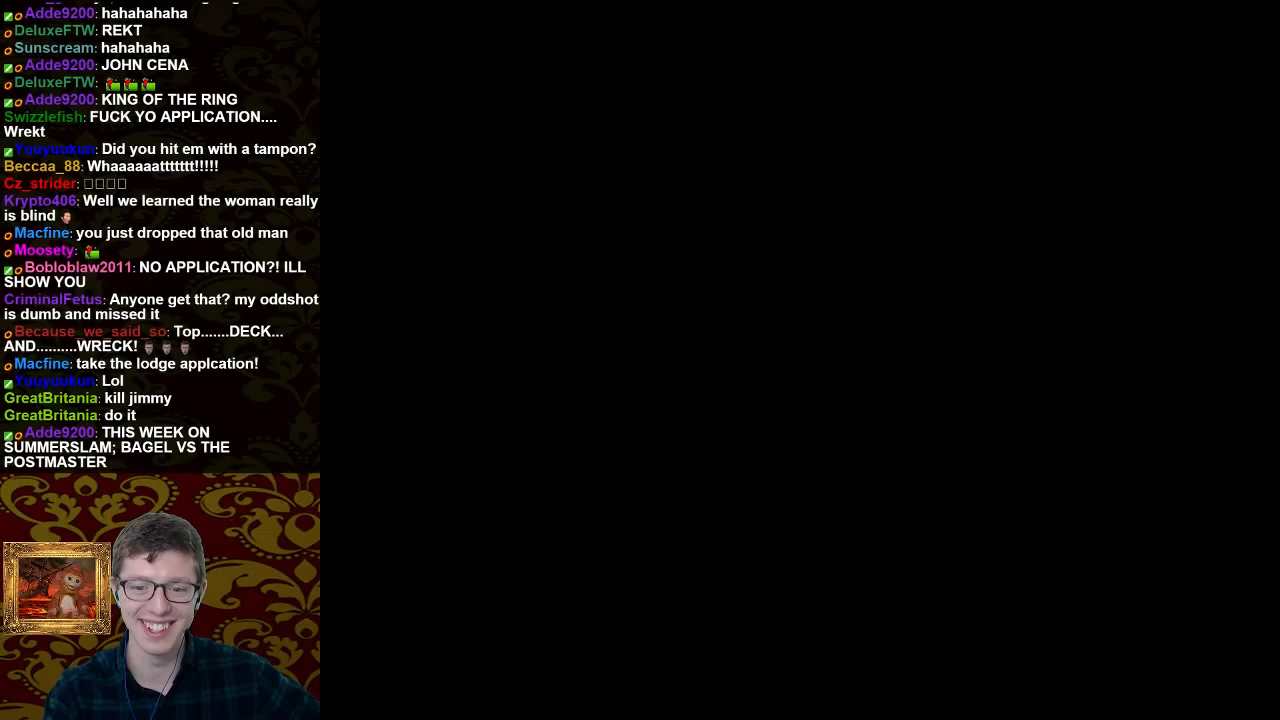 Adde9200: hahahahaha
DeluxeFTW: REKT
Sunscream: hahahaha
Adde9200: JOHN CENA
DeluxeFTW:
Adde9200: KING OF THE RING
Swizzlefish: FUCK YO APPLICATION....
Wrekt
Yuuyuukun: Did you hit em with a tampon?
Beccaa_88: Whaaaaaattttttt!!!!!
Cz_strider:
Krypto406: Well we learned the woman really
is blind
Macfine: you just dropped that old man
Moosety:
Bobloblaw2011: NO APPLICATION?! ILL
SHOW YOU
CriminalFetus: Anyone get that? my oddshot
is dumb and missed it
Because_we_said_so: Top.......DECK...
AND..........WRECK!
Macfine: take the lodge applcation!
Yuuyuukun: Lol
GreatBritania: kill jimmy
GreatBritania: do it
Adde9200: THIS WEEK ON
SUMMERSLAM; BAGEL VS THE
POSTMASTER